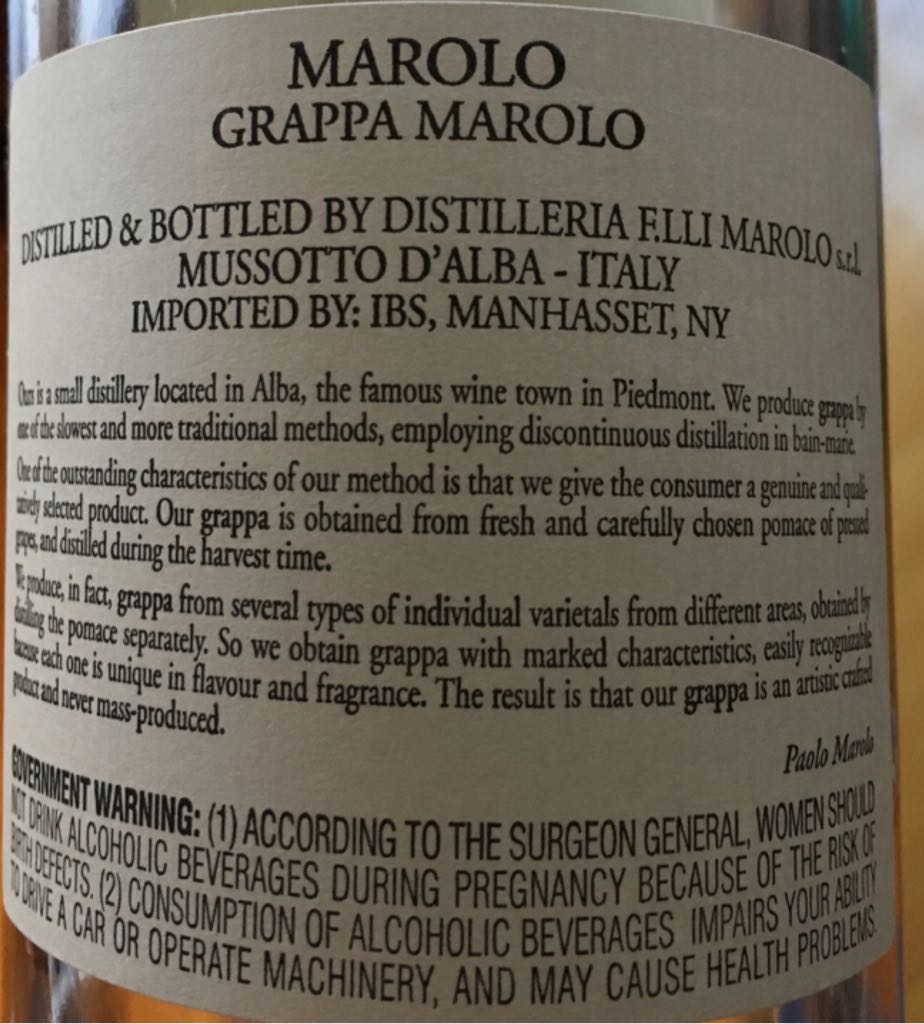 MAROLO
GRAPPA MAROLO
DISTILLED & BOTTLED BY DISTILLERIA F.LLI MAROLO s.r.l.
MUSSOTTO D'ALBA - ITALY
IMPORTED BY: IBS, MANHASSET, NY
Ours is a small distillery located in Alba, the famous wine town in Piedmont. We produce grappa by
one of the slowest and more traditional methods, employing discontinuous distillation in bain-marie.
One of the outstanding characteristics of our method is that we give the consumer a genuine and quali-
tatively selected product. Our grappa is obtained from fresh and carefully chosen pomace of pressed
grapes, and distilled during the harvest time.
We produce, in fact, grappa from several types of individual varietals from different areas, obtained by
distilling the pomace separately. So we obtain grappa with marked characteristics, easily recognizable
because each one is unique in flavour and fragrance. The result is that our grappa is an artistic crafted
product and never mass-produced.
Paolo Marolo
GOVERNMENT WARNING: (1) ACCORDING TO THE SURGEON GENERAL, WOMEN SHOULD
NOT DRINK ALCOHOLIC BEVERAGES DURING PREGNANCY BECAUSE OF THE RISK OF
BIRTH DEFECTS. (2) CONSUMPTION OF ALCOHOLIC BEVERAGES IMPAIRS YOUR ABILITY
TO DRIVE A CAR OR OPERATE MACHINERY, AND MAY CAUSE HEALTH PROBLEMS.